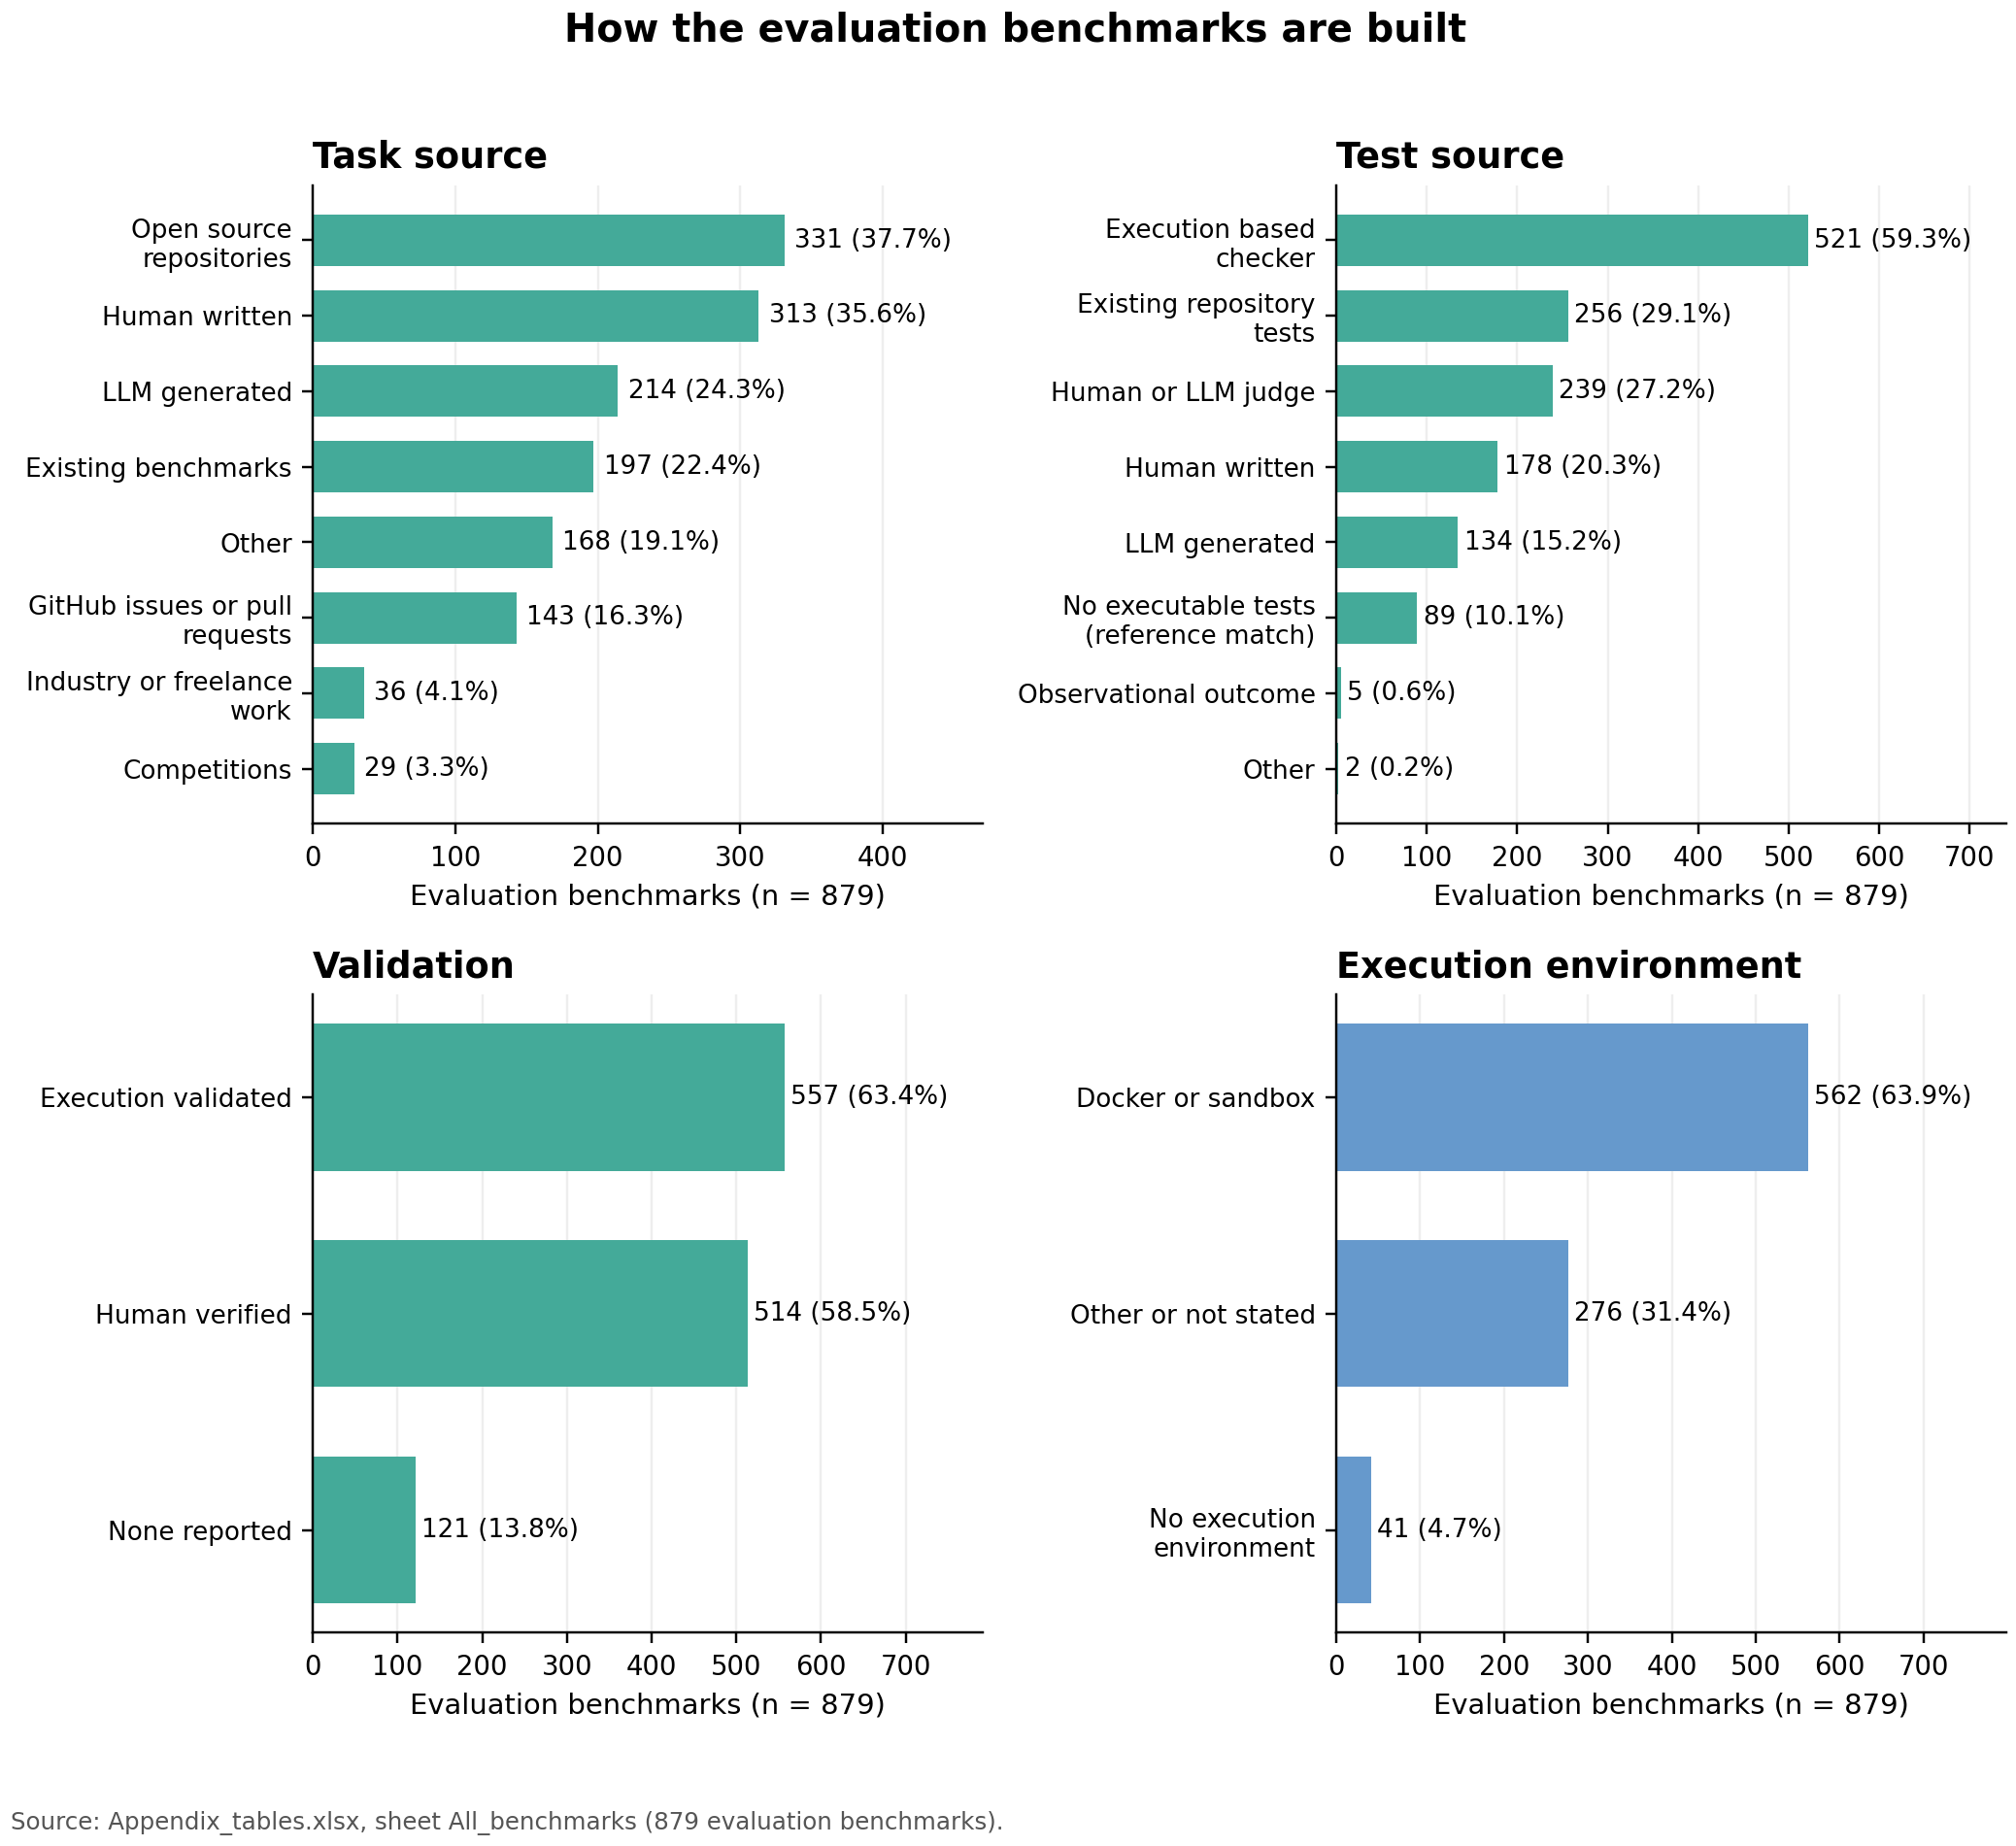 How the evaluation benchmarks are built
Task source
Open source
repositories
331 (37.7%)
Human written
313 (35.6%)
LLM generated
214 (24.3%)
Existing benchmarks
197 (22.4%)
Other
168 (19.1%)
GitHub issues or pull
requests
143 (16.3%)
Industry or freelance
work
36 (4.1%)
Competitions
29 (3.3%)
0 100 200 300 400
Evaluation benchmarks (n = 879)
Test source
Execution based
checker
521 (59.3%)
Existing repository
tests
256 (29.1%)
Human or LLM judge
239 (27.2%)
Human written
178 (20.3%)
LLM generated
134 (15.2%)
No executable tests
(reference match)
89 (10.1%)
Observational outcome
5 (0.6%)
Other
2 (0.2%)
0 100 200 300 400 500 600 700
Evaluation benchmarks (n = 879)
Validation
Execution validated
557 (63.4%)
Human verified
514 (58.5%)
None reported
121 (13.8%)
0 100 200 300 400 500 600 700
Evaluation benchmarks (n = 879)
Execution environment
Docker or sandbox
562 (63.9%)
Other or not stated
276 (31.4%)
No execution
environment
41 (4.7%)
0 100 200 300 400 500 600 700
Evaluation benchmarks (n = 879)
Source: Appendix_tables.xlsx, sheet All_benchmarks (879 evaluation benchmarks).